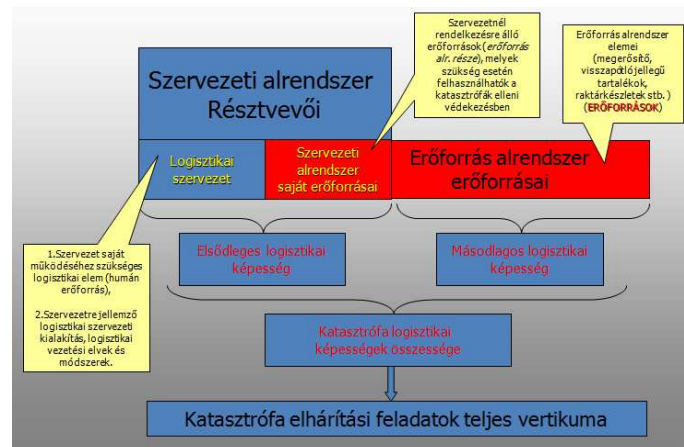 Szervezetnél
rendelkezésre álló
erőforrások(erőforrás
alr. része), melyek
szükség esetén
felhasználhatók a
katasztrófák elleni
védekezésben
Erőforrás alrendszer
elemei
(megerősítő,
visszapótlójellegű
tartalékok,
raktárkészletek stb.)
(ERŐFORRÁSOK)
Szervezeti alrendszer
Résztvevői
Logisztikai
szervezet
Szervezeti
alrendszer
saját erőforrásai
Erőforrás alrendszer
erőforrásai
1.Szervezet saját
működéséhez szükséges
logisztikai elem (humán
erőforrás),
2.Szervezetre jellemző
logisztikai szervezeti
kialakítás, logisztikai
vezetési elvek és
módszerek.
Elsődleges logisztikai
képesség
Másodlagos logisztikai
képesség
Katasztrófa logisztikai
képességek összessége
Katasztrófa elhárítási feladatok teljes vertikuma